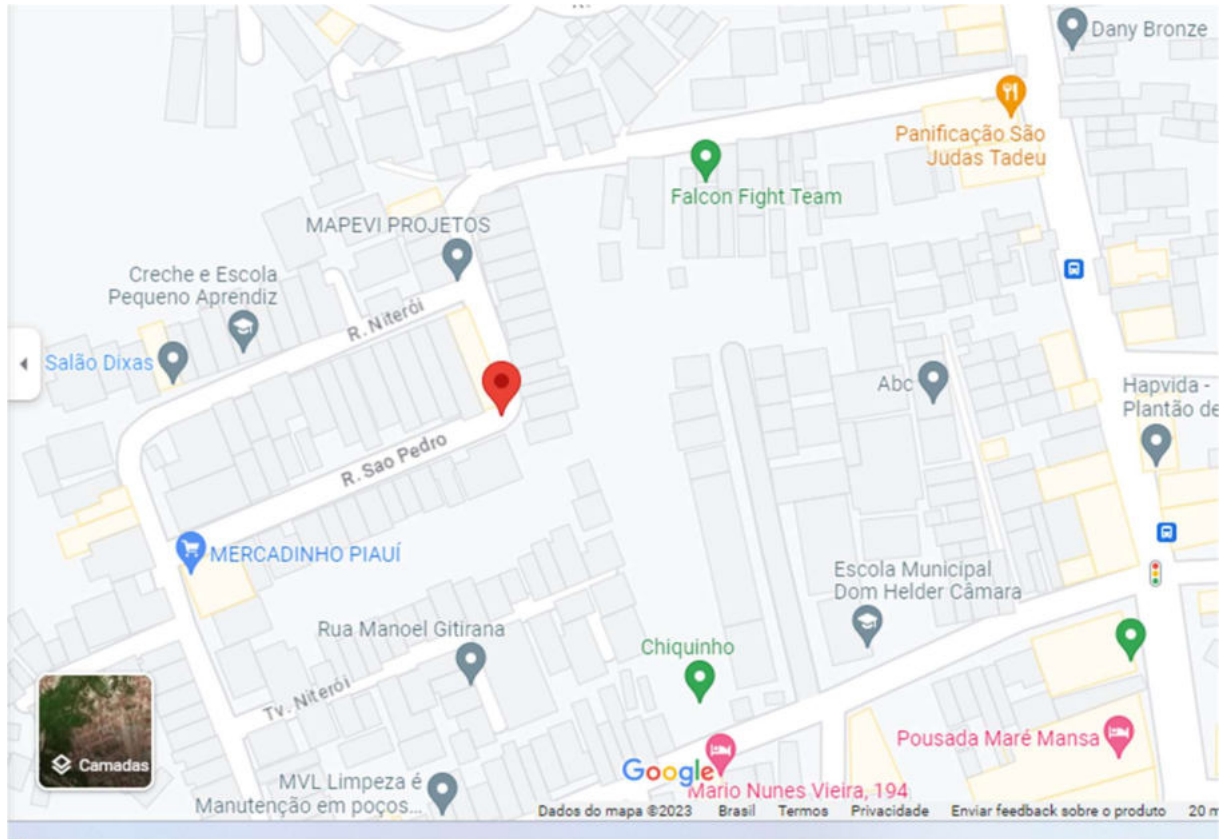 Dany Bronze
Panificação São
Judas Tadeu
Falcon Fight Team
MAPEVI PROJETOS
Creche e Escola
Pequeno Aprendiz
R. Niterói
Salão Dixas
Abc
Hapvida -
Plantão de
R. Sao Pedro
MERCADINHO PIAUÍ
Escola Municipal
Dom Helder Câmara
Rua Manoel Gitirana
Chiquinho
Tv. Niterói
Pousada Maré Mansa
Camadas
Google
MVL Limpeza é
Manutenção em poços...
Mario Nunes Vieira, 194
Dados do mapa ©2023 Brasil Termos Privacidade Enviar feedback sobre o produto 20 m